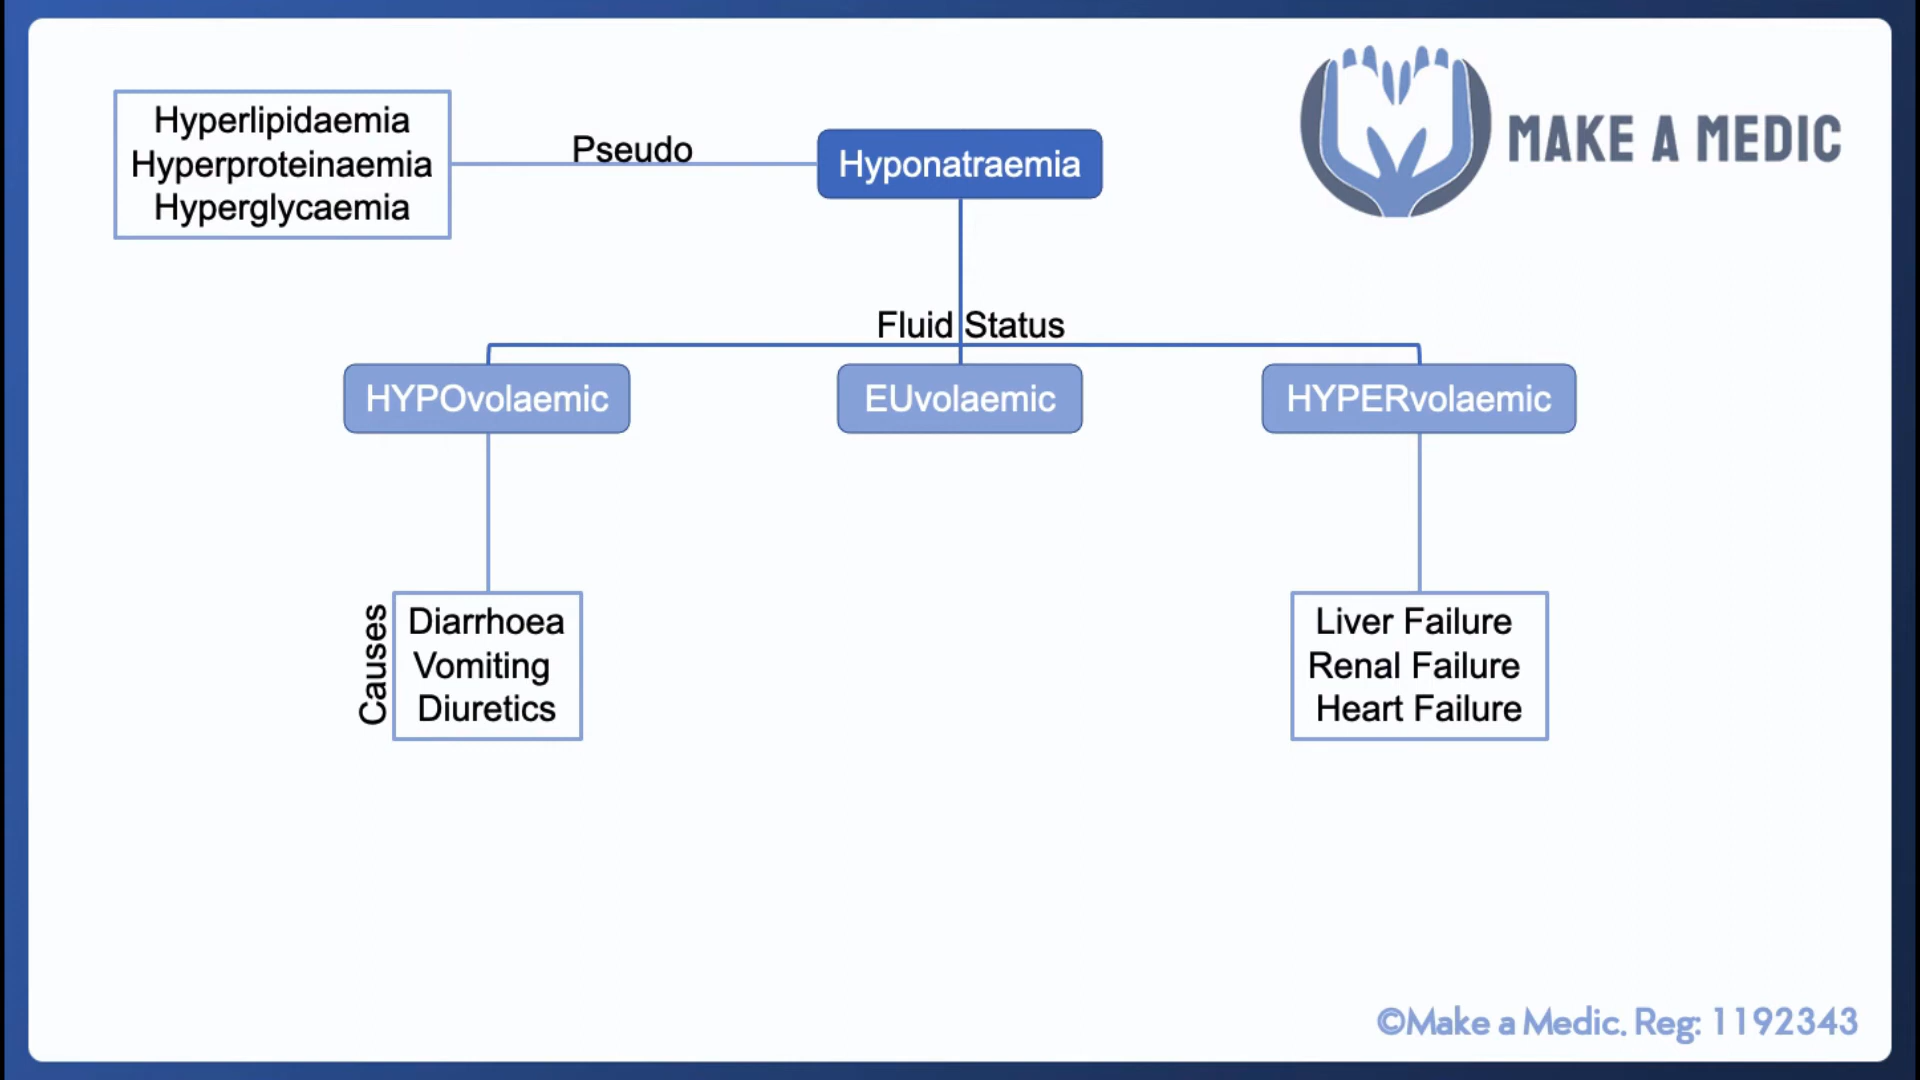 Hyperlipidaemia
Hyperproteinaemia
Hyperglycaemia
Pseudo
Hyponatraemia
MAKE A MEDIC
Fluid Status
HYPOvolaemic
EUvolaemic
HYPERvolaemic
Causes
Diarrhoea
Vomiting
Diuretics
Liver Failure
Renal Failure
Heart Failure
©Make a Medic. Reg: 1192343